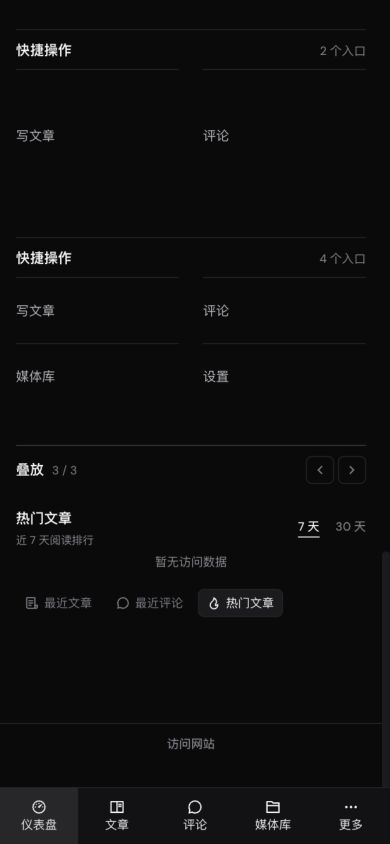 快捷操作 2 个入口
写文章 评论
快捷操作 4 个入口
写文章 评论
媒体库 设置
叠放 3 / 3
热门文章 7 天 30 天
近 7 天阅读排行
暂无访问数据
最近文章 最近评论 热门文章
访问网站
仪表盘 文章 评论 媒体库 更多